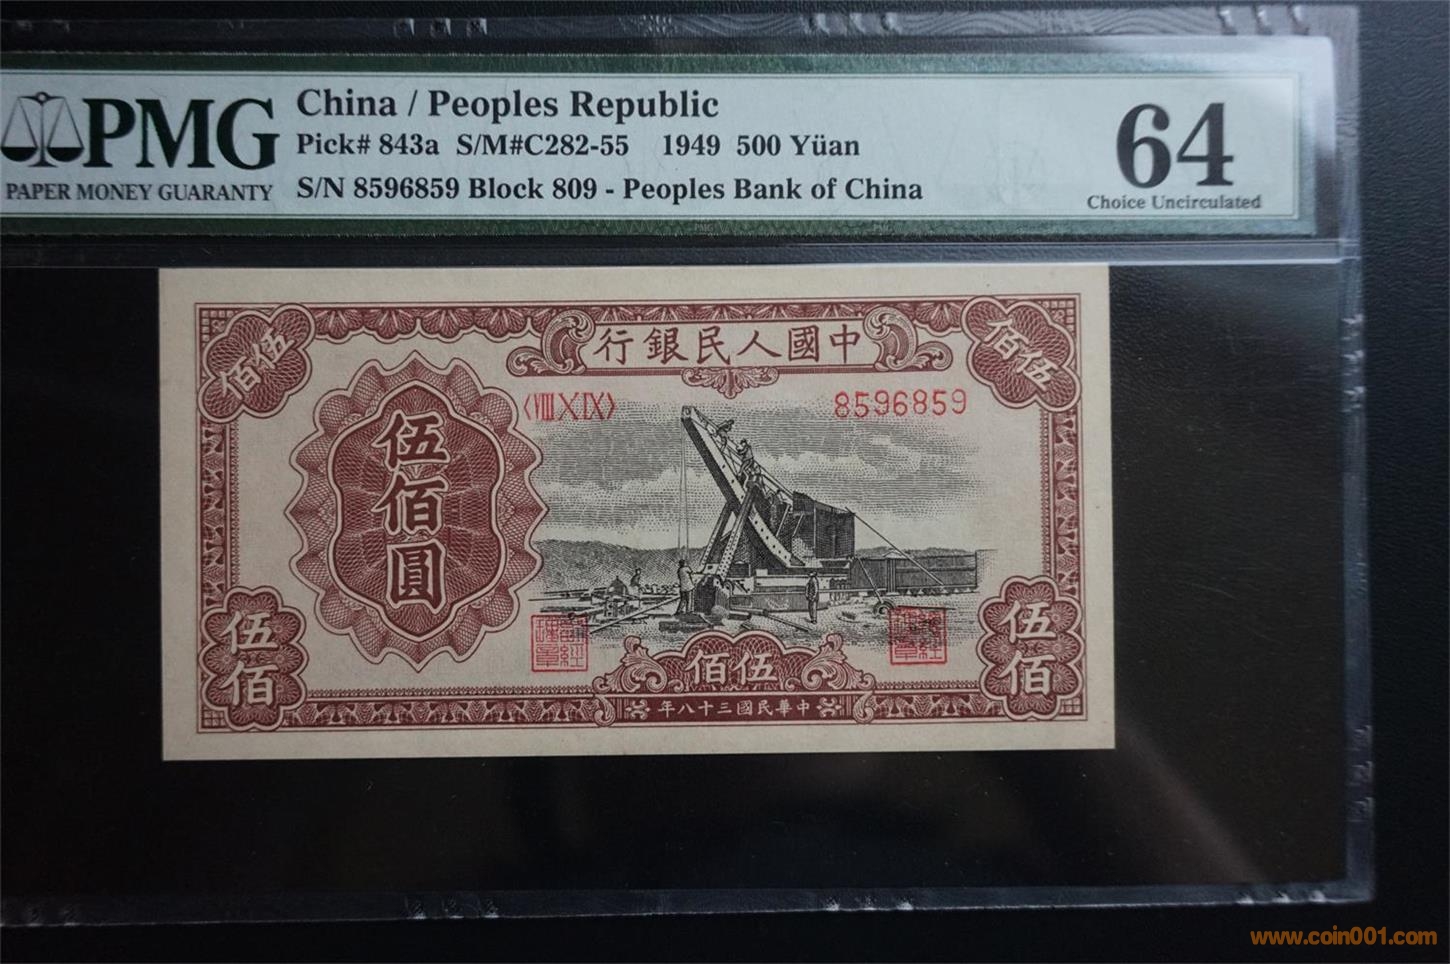 PMG
PAPER MONEY GUARANTY
China / Peoples Republic
Pick# 843a S/M#C282-55 1949 500 Yüan
S/N 8596859 Block 809 - Peoples Bank of China
64
Choice Uncirculated
PMG
行銀民人國中
佰伍
佰伍
〈VIIIXIX〉
8596859
伍佰圓
伍佰
佰伍
伍佰
年八十三國民華中
www.coin001.com